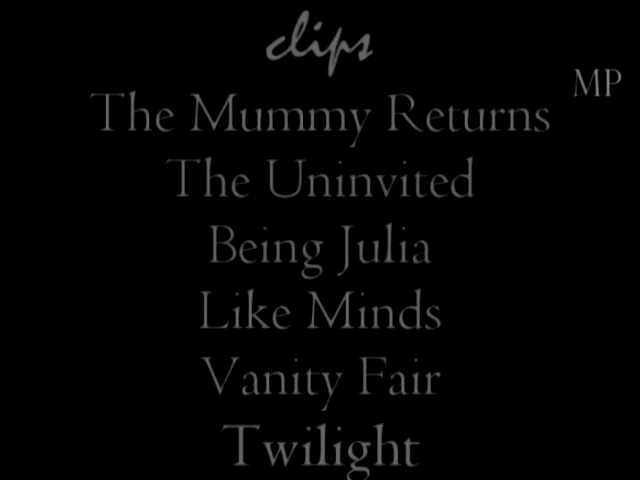 clips
MP
The Mummy Returns
The Uninvited
Being Julia
Like Minds
Vanity Fair
Twilight